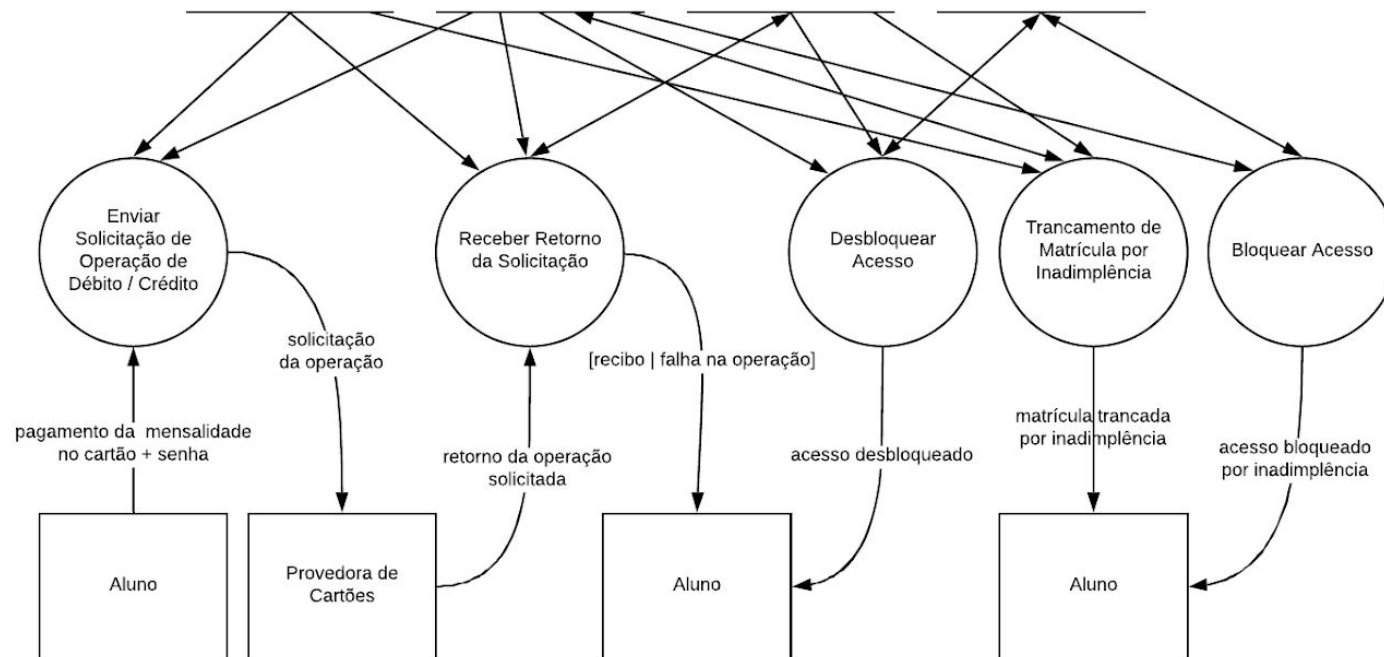 Enviar
Solicitação de
Operação de
Débito / Crédito
Receber Retorno
da Solicitação
Desbloquear
Acesso
Trancamento de
Matrícula por
Inadimplência
Bloquear Acesso
solicitação
da operação
[recibo | falha na operação]
pagamento da mensalidade
no cartão + senha
retorno da operação
solicitada
acesso desbloqueado
matrícula trancada
por inadimplência
acesso bloqueado
por inadimplência
Aluno
Provedora de
Cartões
Aluno
Aluno